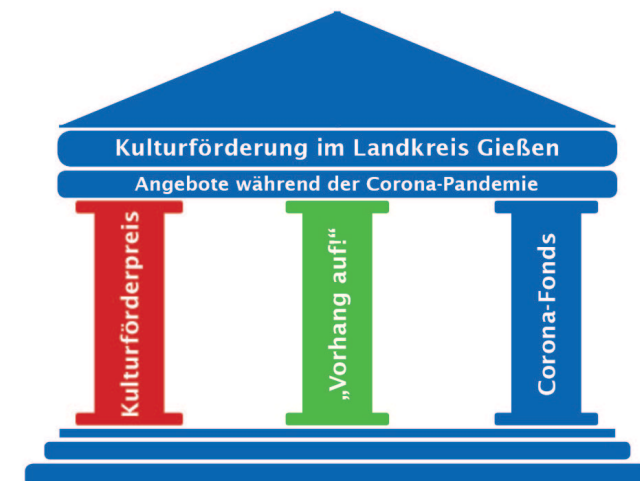 Kulturförderung im Landkreis Gießen
Angebote während der Corona-Pandemie
Kulturförderpreis
„Vorhang auf!“
Corona-Fonds